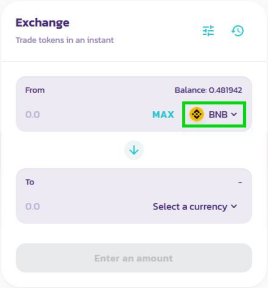 Exchange
Trade tokens in an instant
From Balance: 0.481942
0.0 MAX BNB
To -
0.0 Select a currency
Enter an amount